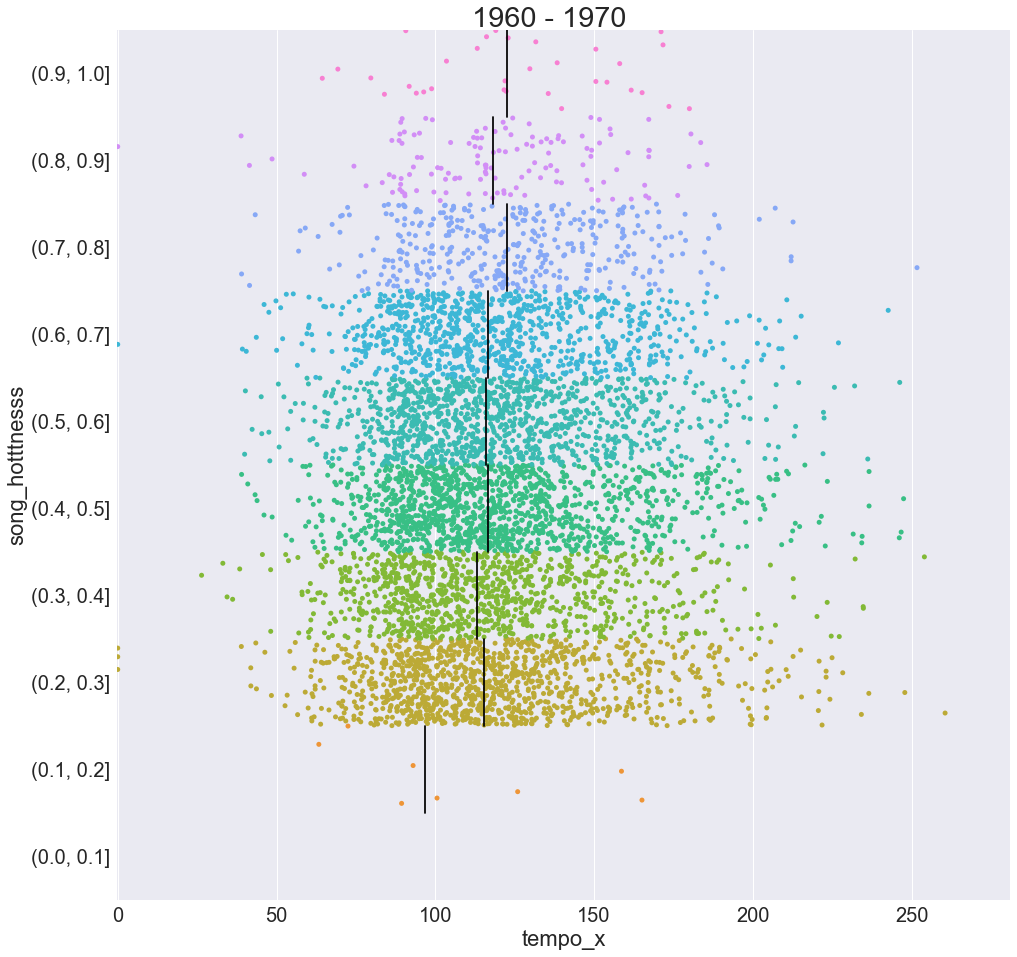 1960 - 1970
(0.9, 1.0]
(0.8, 0.9]
(0.7, 0.8]
(0.6, 0.7]
(0.5, 0.6]
(0.4, 0.5]
(0.3, 0.4]
(0.2, 0.3]
(0.1, 0.2]
(0.0, 0.1]
song_hotttnesss
0 50 100 150 200 250
tempo_x